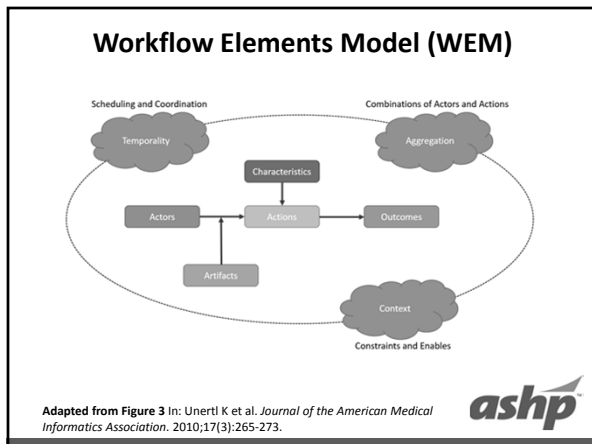 Workflow Elements Model (WEM)
Scheduling and Coordination
Combinations of Actors and Actions
Temporality
Aggregation
Characteristics
Actors
Actions
Outcomes
Artifacts
Context
Constraints and Enables
Adapted from Figure 3 In: Unertl K et al. Journal of the American Medical
Informatics Association. 2010;17(3):265-273.
ashp